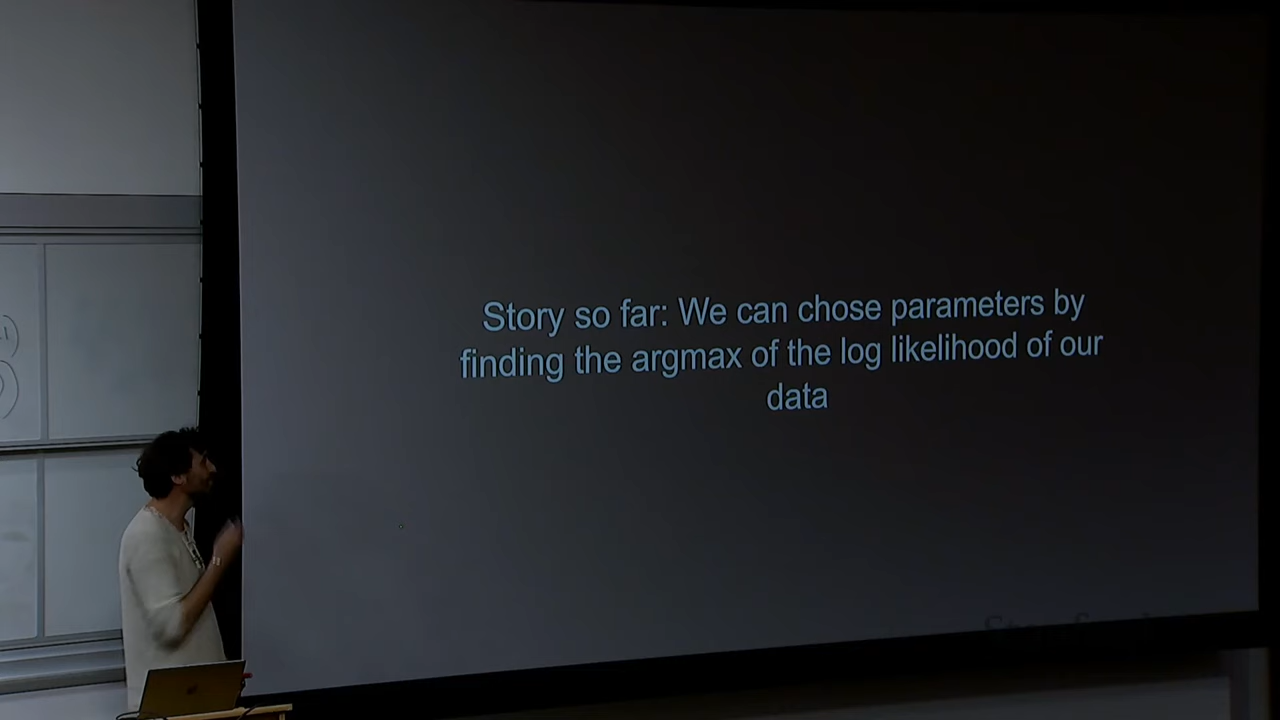 Story so far: We can chose parameters by
finding the argmax of the log likelihood of our
data